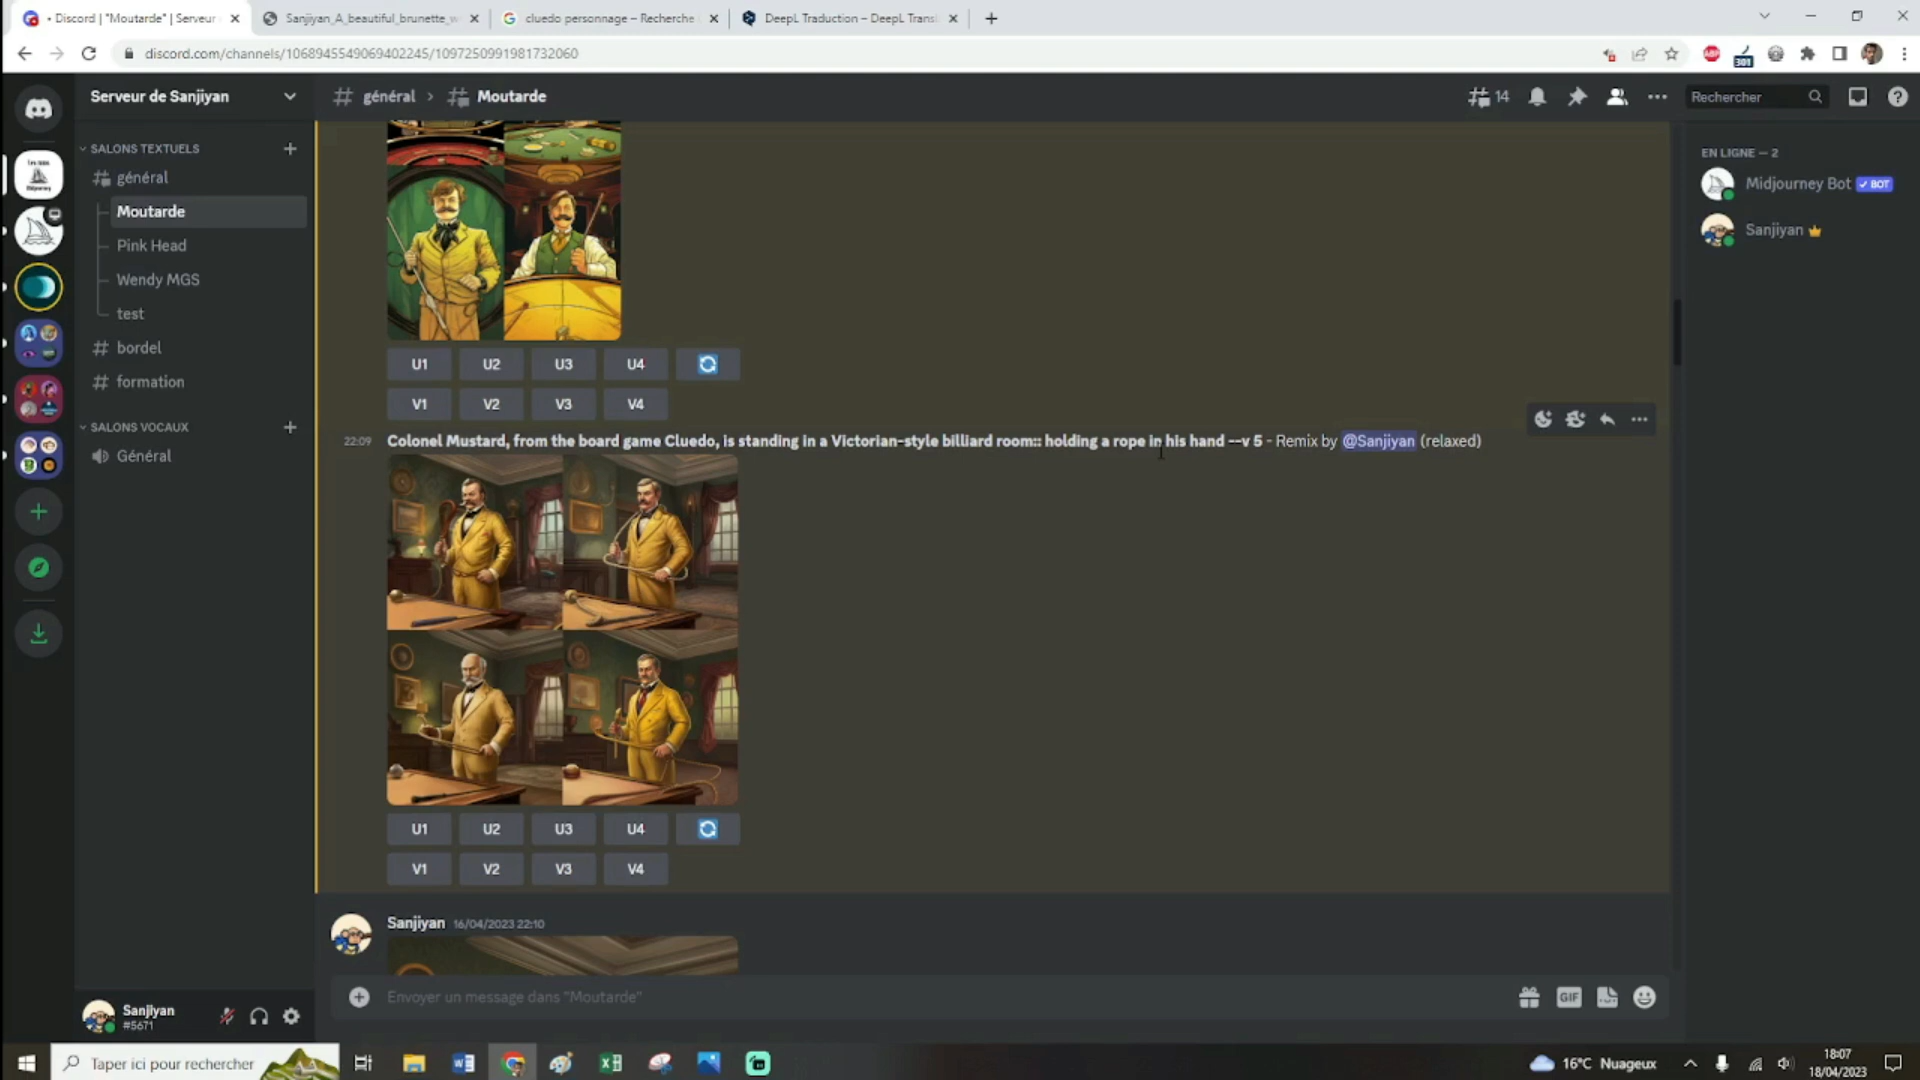 Discord | "Moutarde" | Serveur
Sanjiyan_A_beautiful_brunette_w
cluedo personnage – Recherche
DeepL Traduction – DeepL Transl
discord.com/channels/1068945549069402245/1097250991981732060
ABP
301
Serveur de Sanjiyan
général
Moutarde
14
Rechercher
SALONS TEXTUELS
général
Moutarde
Pink Head
Wendy MGS
test
bordel
formation
SALONS VOCAUX
Général
EN LIGNE — 2
Midjourney Bot
BOT
Sanjiyan
U1 U2 U3 U4
V1 V2 V3 V4
22:09 Colonel Mustard, from the board game Cluedo, is standing in a Victorian-style billiard room:: holding a rope in his hand --v 5 - Remix by @Sanjiyan (relaxed)
U1 U2 U3 U4
V1 V2 V3 V4
Sanjiyan 16/04/2023 22:10
Envoyer un message dans "Moutarde"
GIF
Sanjiyan
#5671
Taper ici pour rechercher
16°C Nuageux
18:07
18/04/2023